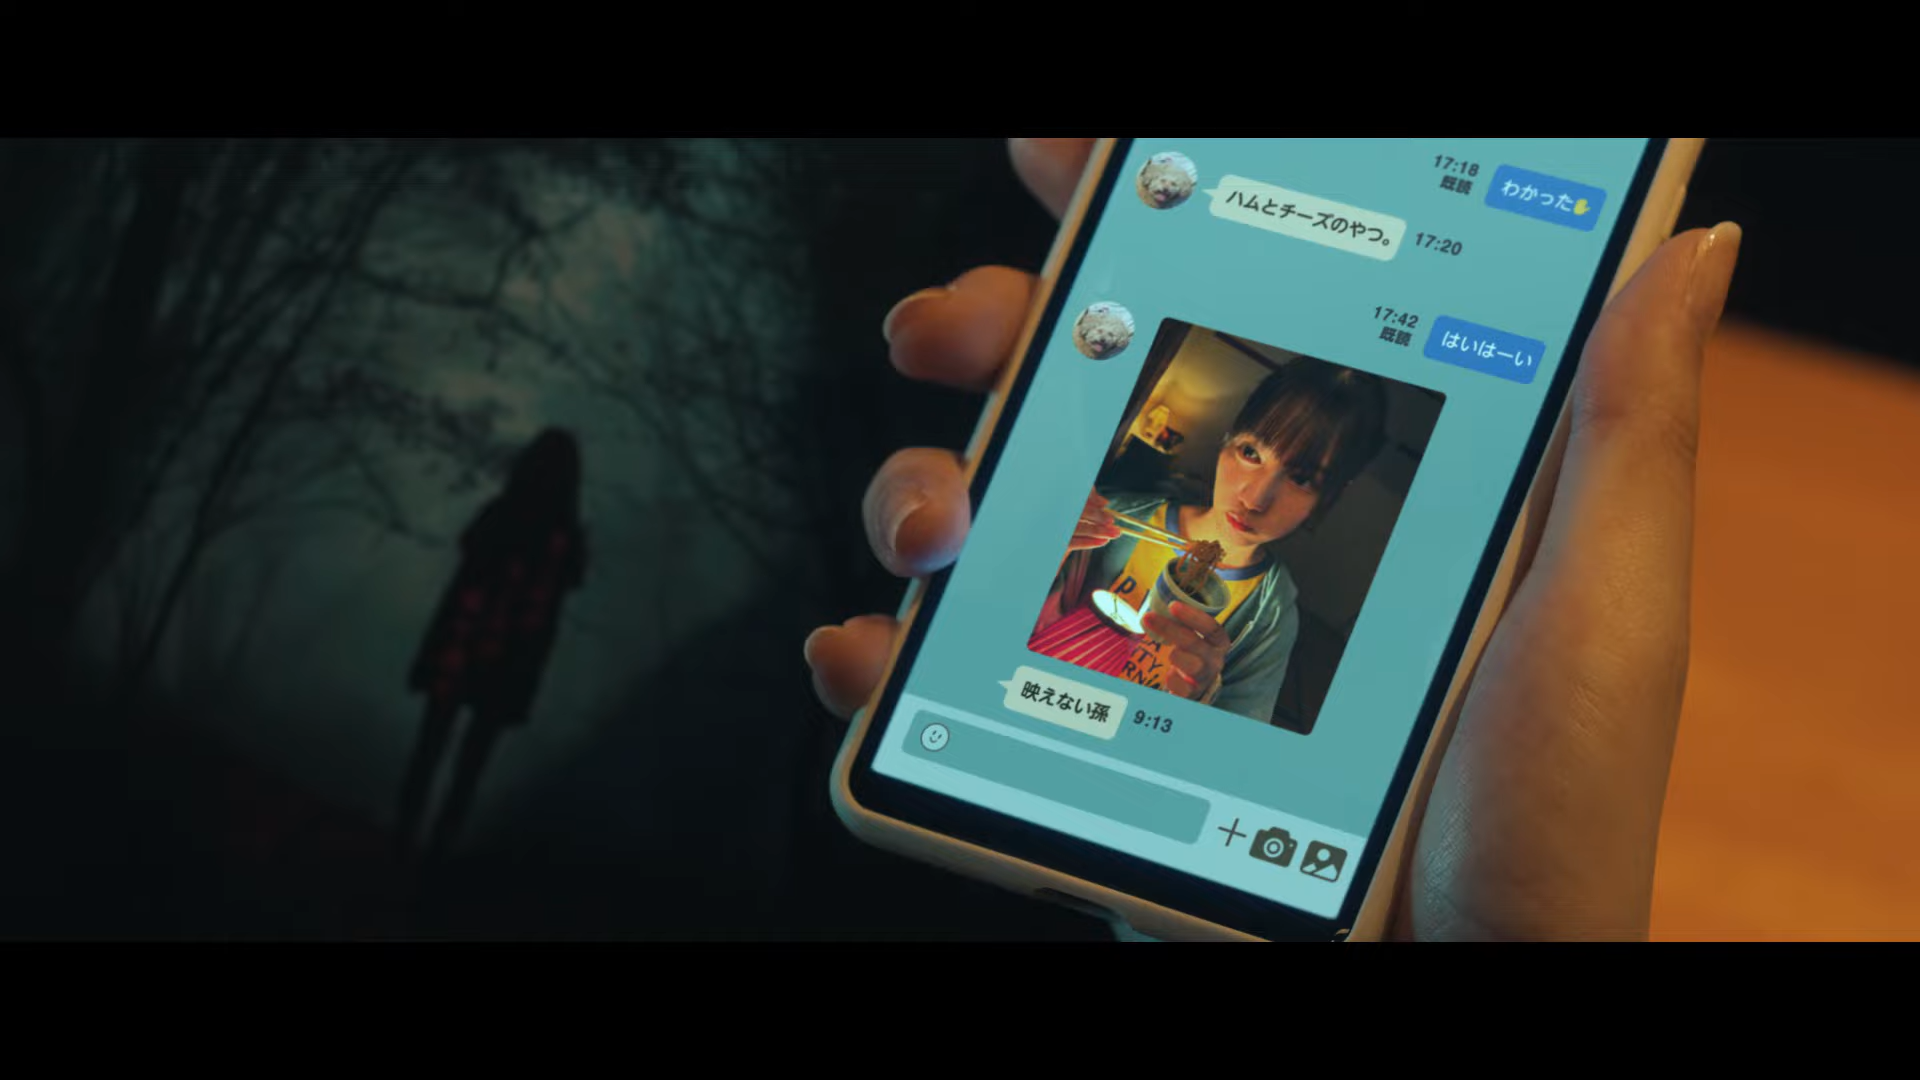 17:18
既読
わかった✋
ハムとチーズのやつ。
17:20
17:42
既読
はいはーい
映えない孫
9:13